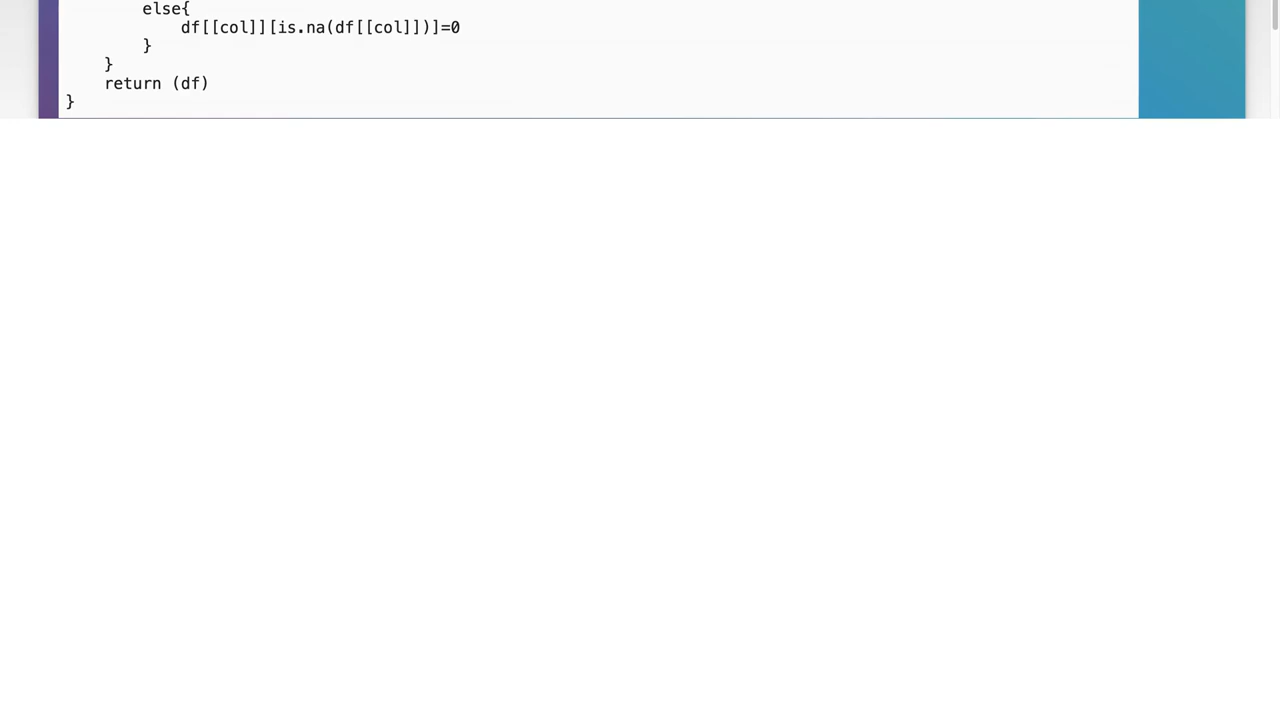 else{
df[[col]][is.na(df[[col]])]=0
}
}
return (df)
}